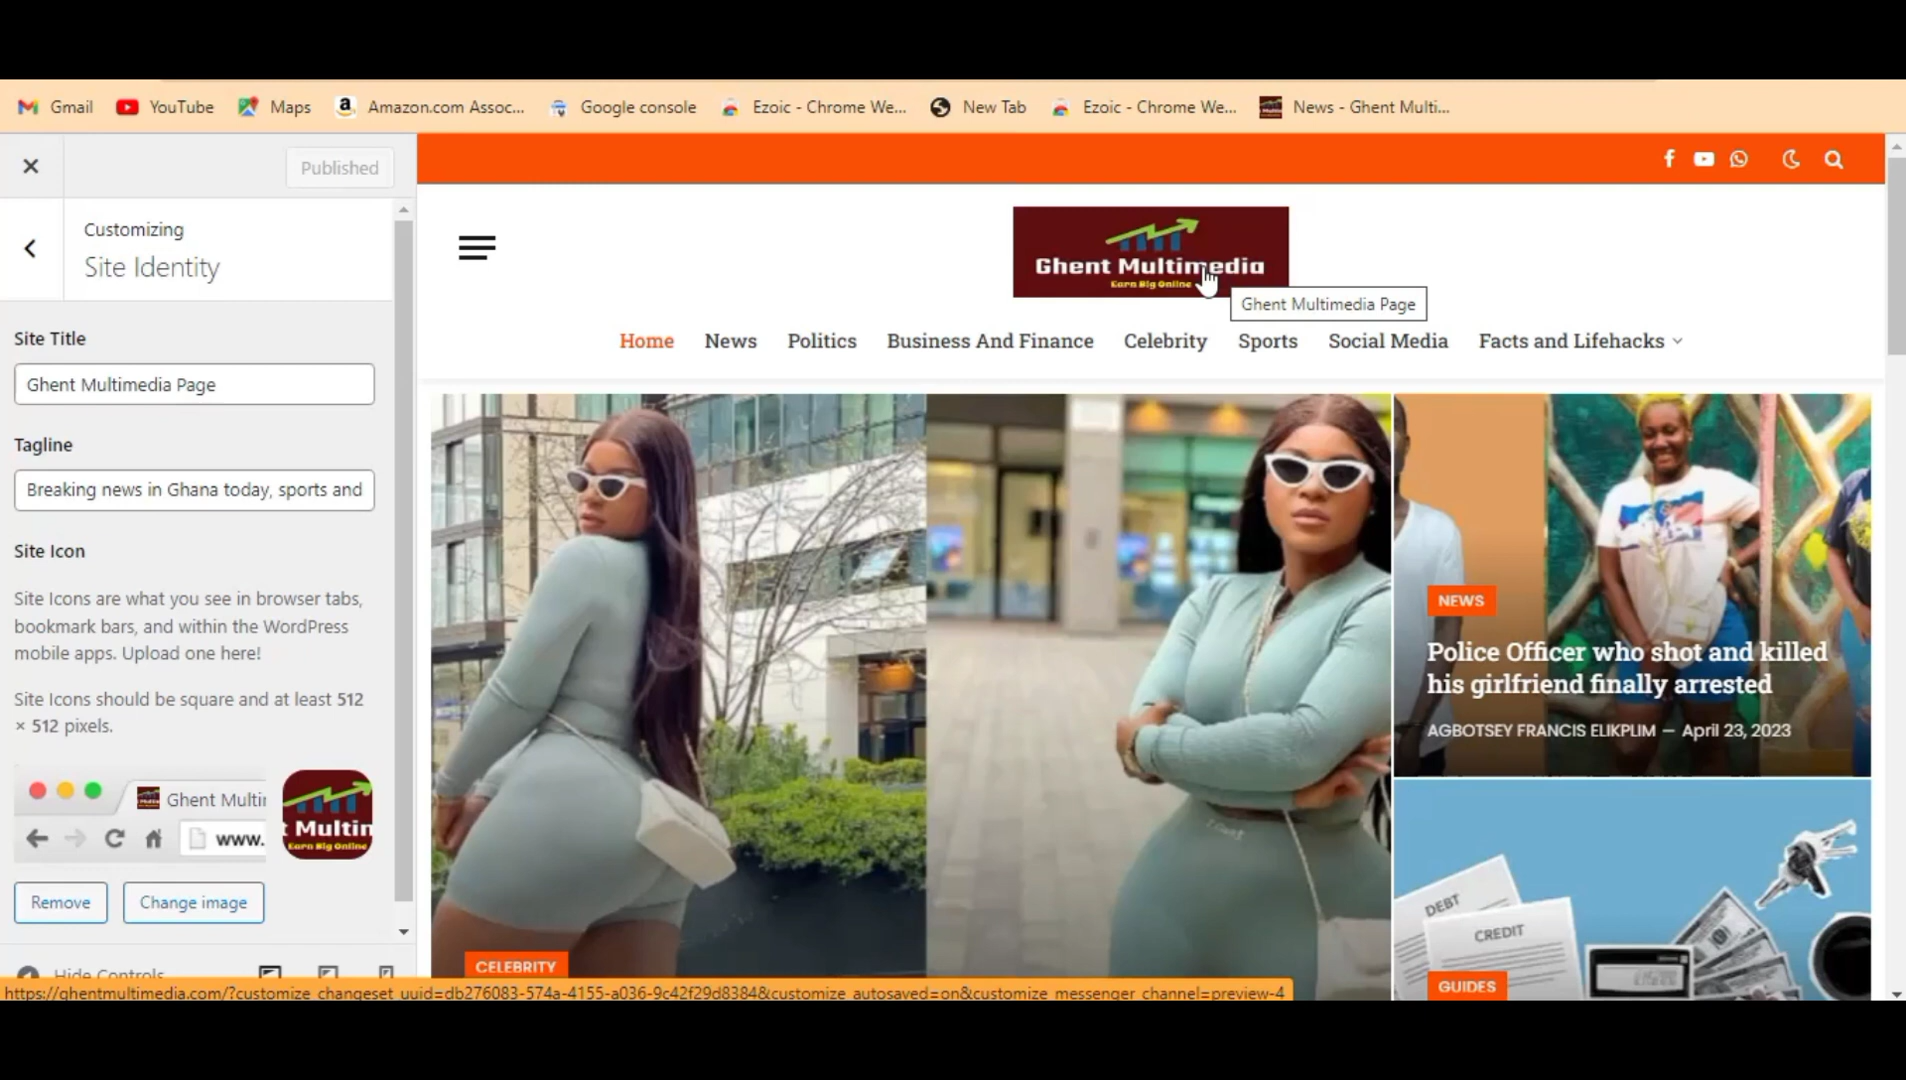 Gmail
YouTube
Maps
Amazon.com Assoc...
Google console
Ezoic - Chrome We...
New Tab
Ezoic - Chrome We...
News - Ghent Multi...
Published
Customizing
Site Identity
Site Title
Ghent Multimedia Page
Tagline
Breaking news in Ghana today, sports and
Site Icon
Site Icons are what you see in browser tabs,
bookmark bars, and within the WordPress
mobile apps. Upload one here!
Site Icons should be square and at least 512
× 512 pixels.
Ghent Multin
www.
t Multin
Earn Big Online
Remove
Change image
Hide Controls
Ghent Multimedia
Earn Big Online
Ghent Multimedia Page
Home
News
Politics
Business And Finance
Celebrity
Sports
Social Media
Facts and Lifehacks
CELEBRITY
NEWS
Police Officer who shot and killed
his girlfriend finally arrested
AGBOTSEY FRANCIS ELIKPLIM — April 23, 2023
DEBT
CREDIT
GUIDES
https://ghentmultimedia.com/?customize_changeset_uuid=db276083-574a-4155-a036-9c42f29d8384&customize_autosaved=on&customize_messenger_channel=preview-4